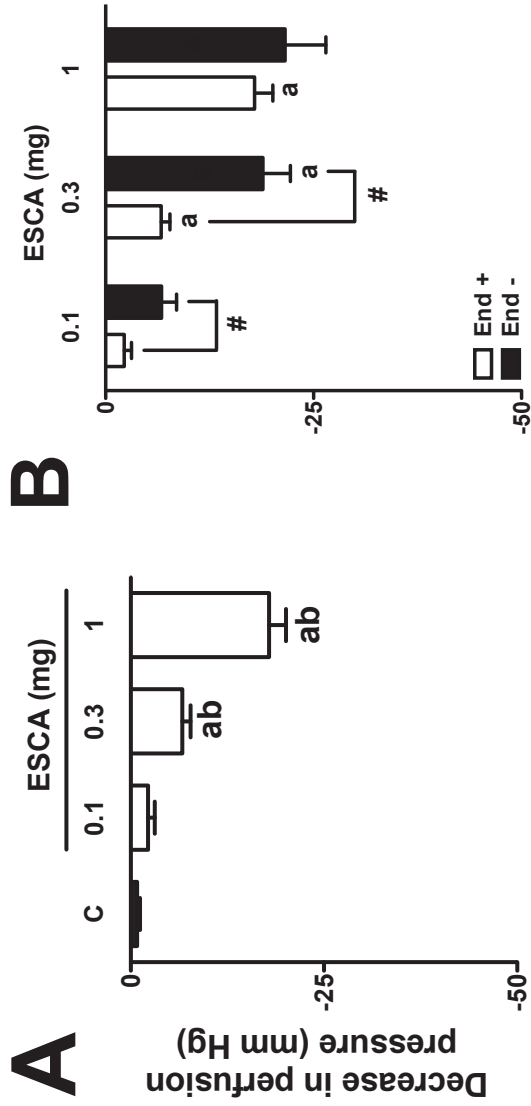 A
Decrease in perfusion
pressure (mm Hg)
ESCA (mg)
C
0.1
0.3
1
0
-25
-50
ab
ab
B
ESCA (mg)
0.1
0.3
1
0
-25
-50
#
a
a
#
a
End +
End -